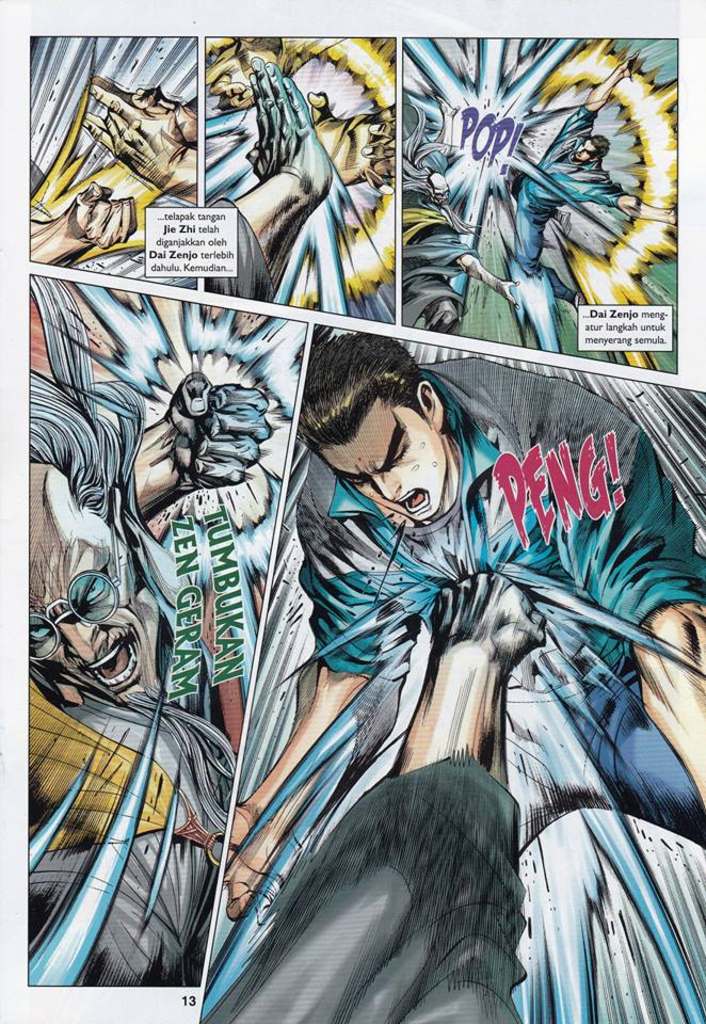 ...telapak tangan
Jie Zhi telah
diganjakkan oleh
Dai Zenjo terlebih
dahulu. Kemudian...
POP!
...Dai Zenjo meng-
atur langkah untuk
menyerang semula.
TUMBUKAN
ZEN GERAM
PENG!
13